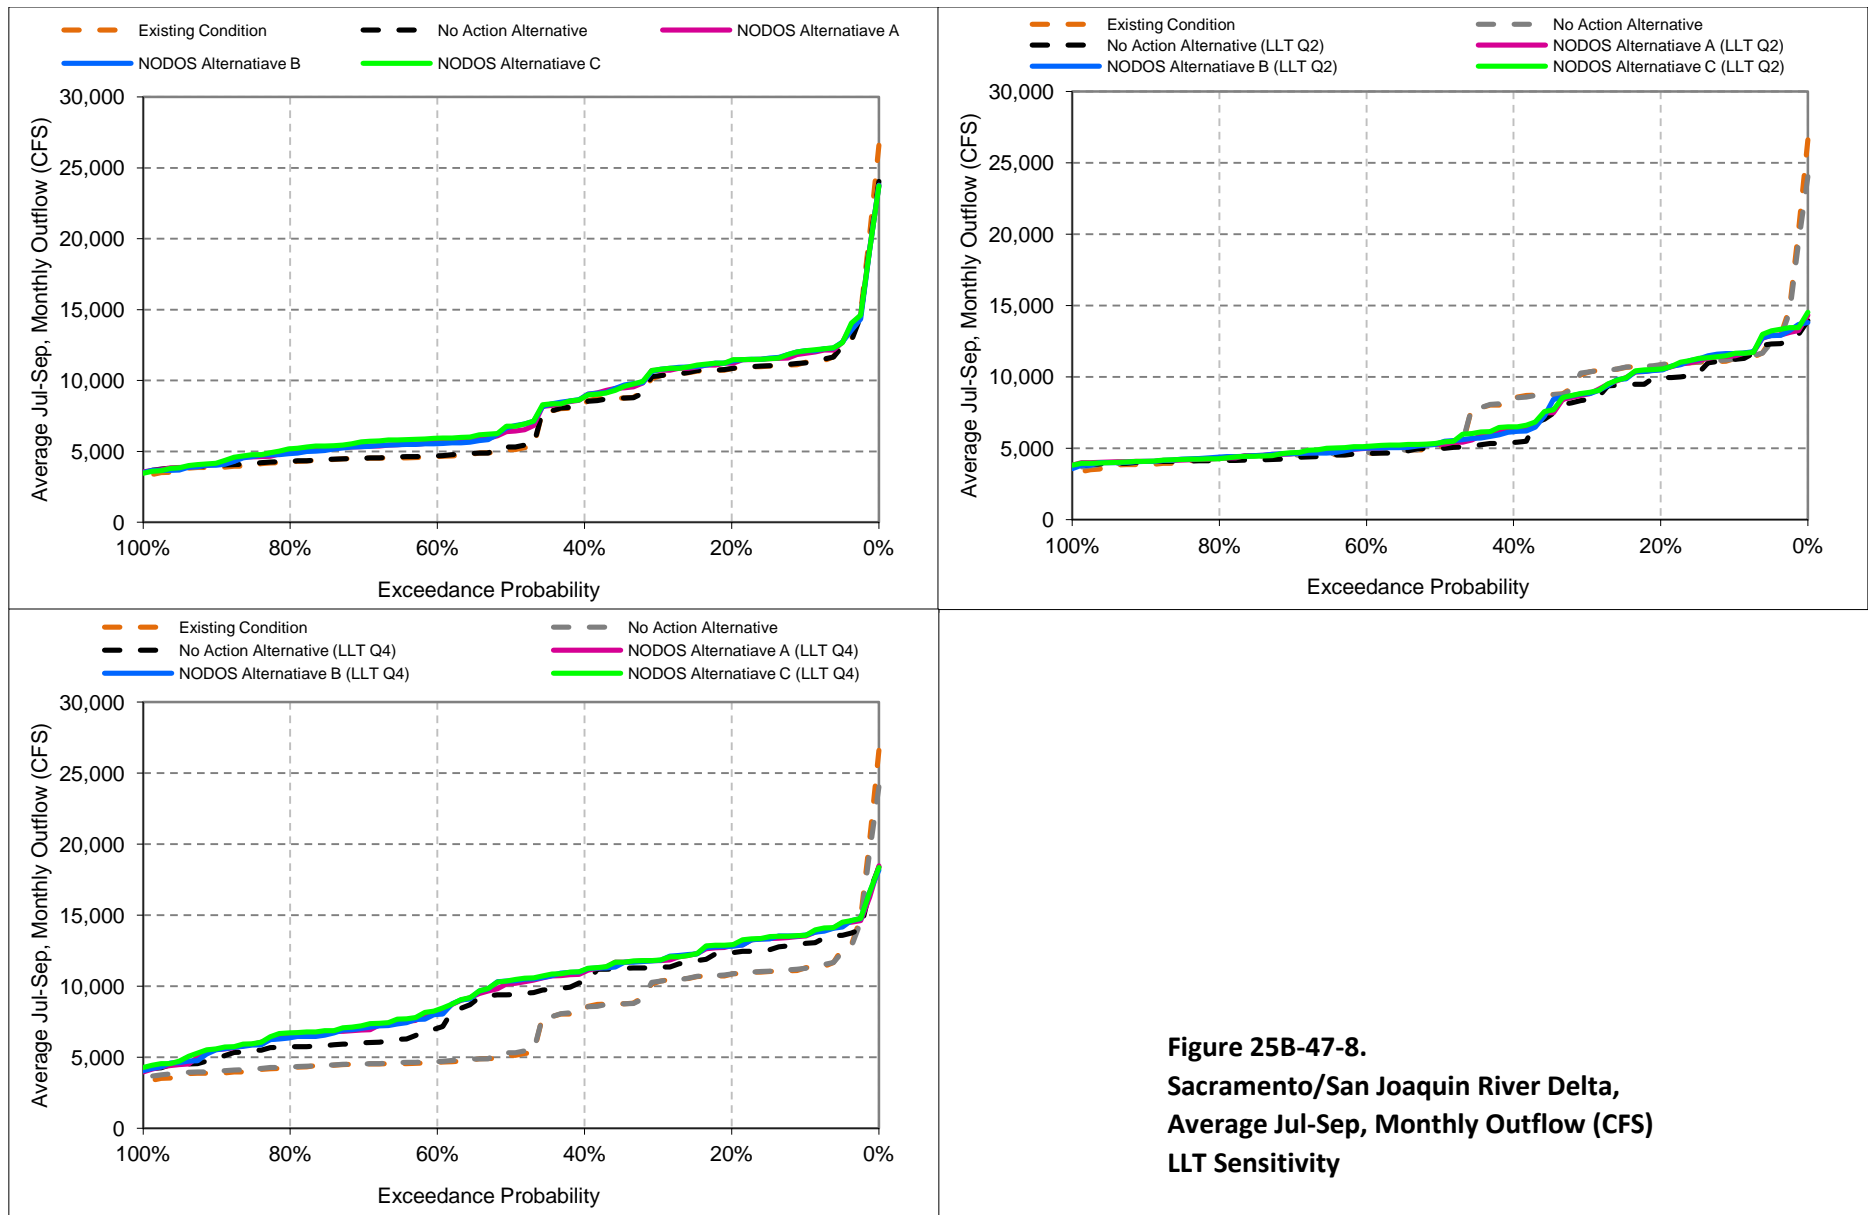 Existing Condition
No Action Alternative
NODOS Alternatiave A
NODOS Alternatiave B
NODOS Alternatiave C
Average Jul-Sep, Monthly Outflow (CFS)
30,000
25,000
20,000
15,000
10,000
5,000
0
100%
80%
60%
40%
20%
0%
Exceedance Probability
Existing Condition
No Action Alternative
No Action Alternative (LLT Q2)
NODOS Alternatiave A (LLT Q2)
NODOS Alternatiave B (LLT Q2)
NODOS Alternatiave C (LLT Q2)
Average Jul-Sep, Monthly Outflow (CFS)
30,000
25,000
20,000
15,000
10,000
5,000
0
100%
80%
60%
40%
20%
0%
Exceedance Probability
Existing Condition
No Action Alternative
No Action Alternative (LLT Q4)
NODOS Alternatiave A (LLT Q4)
NODOS Alternatiave B (LLT Q4)
NODOS Alternatiave C (LLT Q4)
Average Jul-Sep, Monthly Outflow (CFS)
30,000
25,000
20,000
15,000
10,000
5,000
0
100%
80%
60%
40%
20%
0%
Exceedance Probability
Figure 25B-47-8.
Sacramento/San Joaquin River Delta,
Average Jul-Sep, Monthly Outflow (CFS)
LLT Sensitivity